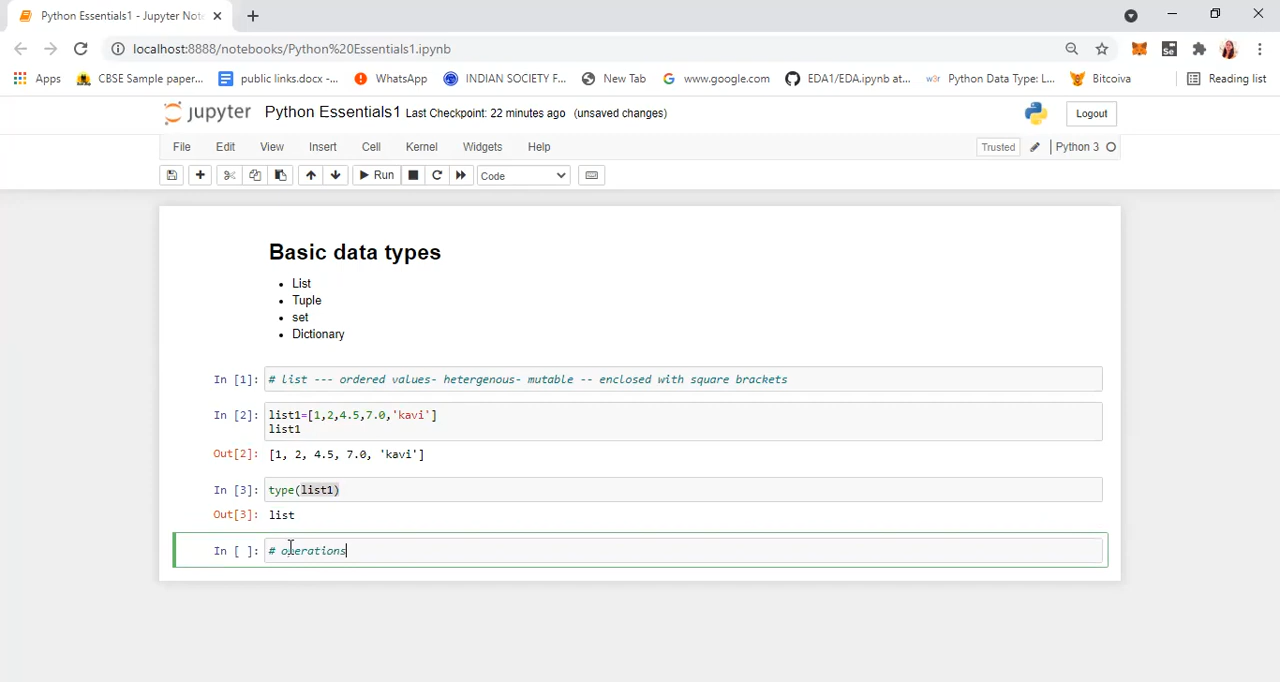 Python Essentials1 - Jupyter Not
localhost:8888/notebooks/Python%20Essentials1.ipynb
Apps CBSE Sample paper... public links.docx -... WhatsApp INDIAN SOCIETY F... New Tab www.google.com EDA1/EDA.ipynb at... w3r Python Data Type: L... Bitcoiva Reading list
jupyter Python Essentials1 Last Checkpoint: 22 minutes ago (unsaved changes) Logout
File Edit View Insert Cell Kernel Widgets Help Trusted Python 3
Run Code
Basic data types
• List
• Tuple
• set
• Dictionary
In [1]: # list --- ordered values- hetergenous- mutable -- enclosed with square brackets
In [2]: list1=[1,2,4.5,7.0,'kavi']
list1
Out[2]: [1, 2, 4.5, 7.0, 'kavi']
In [3]: type(list1)
Out[3]: list
In [ ]: # operations